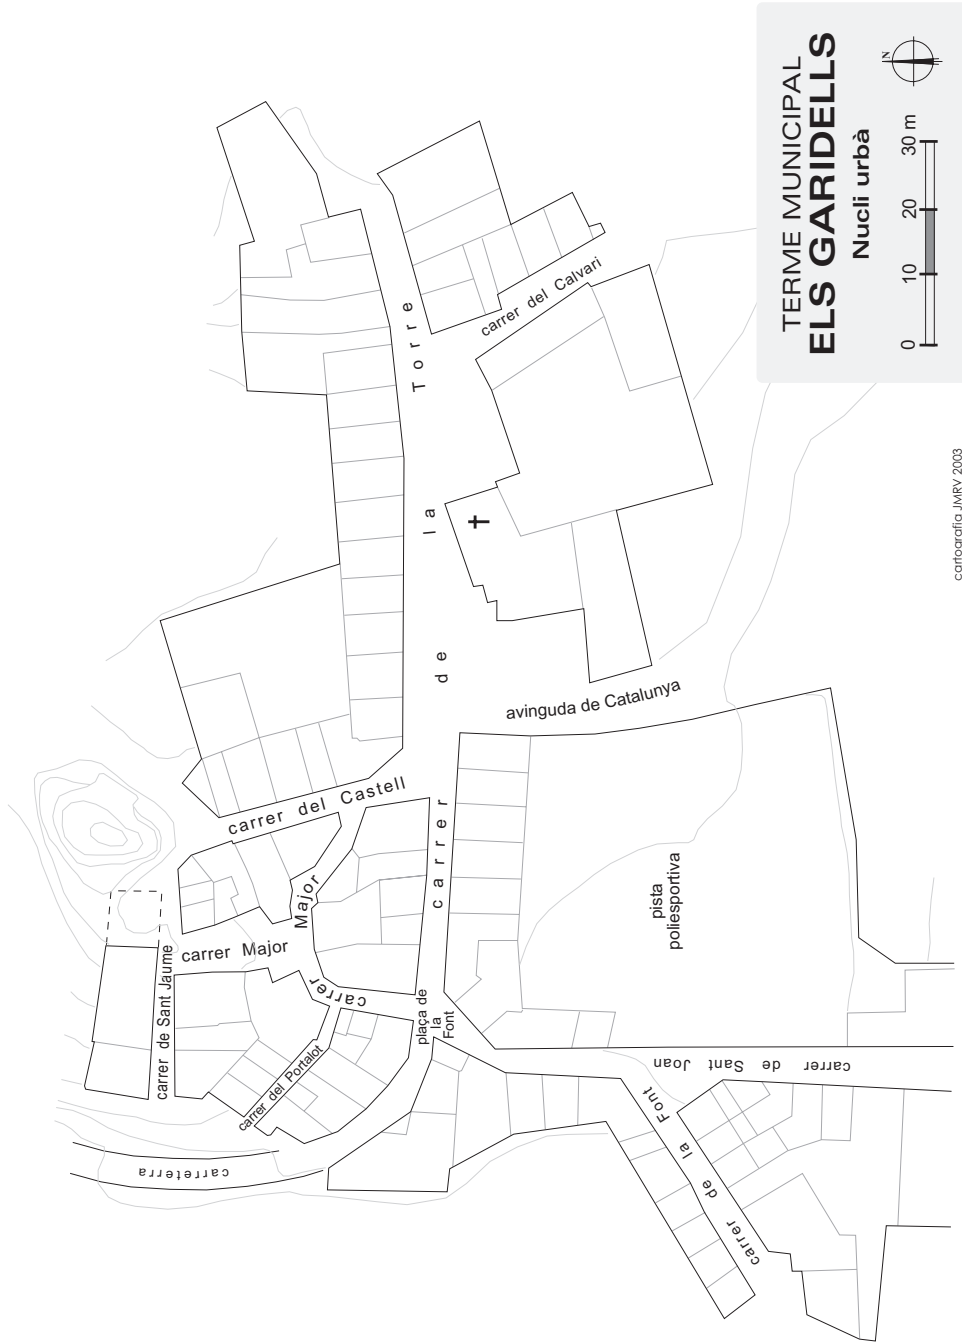 TERME MUNICIPAL
ELS GARIDELLS
Nucli urbà
N
0 10 20 30 m
carrer de la Torre
carrer del Calvari
avinguda de Catalunya
carrer del Castell
carrer Major
carrer Major
carrer de Sant Jaume
plaça de
la
Font
carrer del Portalot
pista
poliesportiva
carrer de Sant Joan
carrer de la Font
carreterra
cartografia JMRV 2003